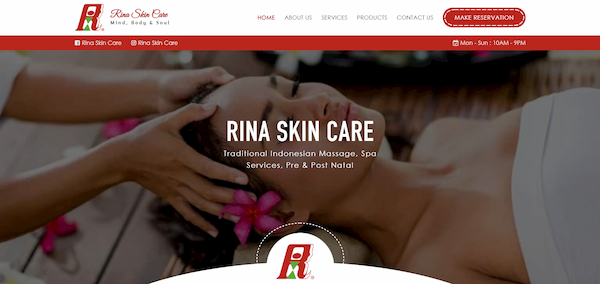 Rina Skin Care
Mind, Body & Soul
HOME ABOUT US SERVICES PRODUCTS CONTACT US MAKE RESERVATION
Rina Skin Care Rina Skin Care Mon - Sun : 10AM - 9PM
RINA SKIN CARE
Traditional Indonesian Massage, Spa
Services, Pre & Post Natal